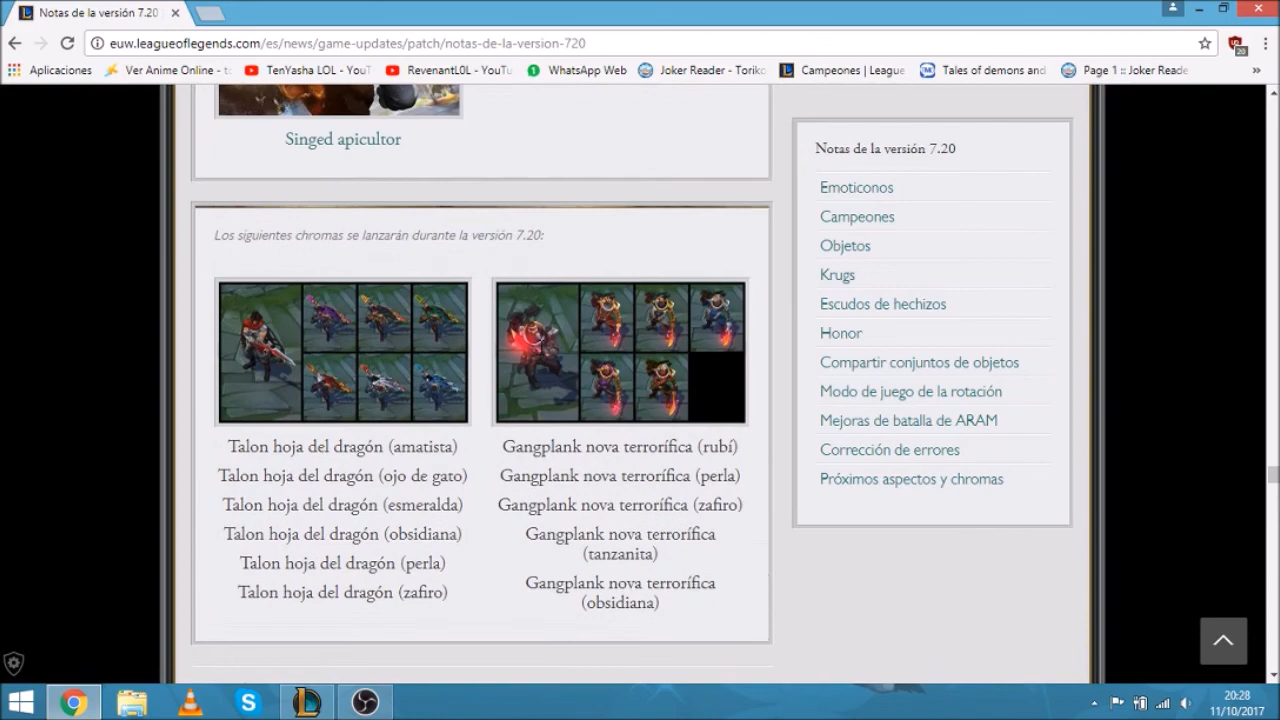 Notas de la versión 7.20
euw.leagueoflegends.com/es/news/game-updates/patch/notas-de-la-version-720
20
Aplicaciones
Ver Anime Online - to
TenYasha LOL - YouT
RevenantL0L - YouTu
1
WhatsApp Web
Joker Reader - Toriko
Campeones | League
Tales of demons and
Page 1 :: Joker Reade
»
Singed apicultor
Los siguientes chromas se lanzarán durante la versión 7.20:
Talon hoja del dragón (amatista)
Talon hoja del dragón (ojo de gato)
Talon hoja del dragón (esmeralda)
Talon hoja del dragón (obsidiana)
Talon hoja del dragón (perla)
Talon hoja del dragón (zafiro)
Gangplank nova terrorífica (rubí)
Gangplank nova terrorífica (perla)
Gangplank nova terrorífica (zafiro)
Gangplank nova terrorífica
(tanzanita)
Gangplank nova terrorífica
(obsidiana)
Notas de la versión 7.20
Emoticonos
Campeones
Objetos
Krugs
Escudos de hechizos
Honor
Compartir conjuntos de objetos
Modo de juego de la rotación
Mejoras de batalla de ARAM
Corrección de errores
Próximos aspectos y chromas
20:28
11/10/2017